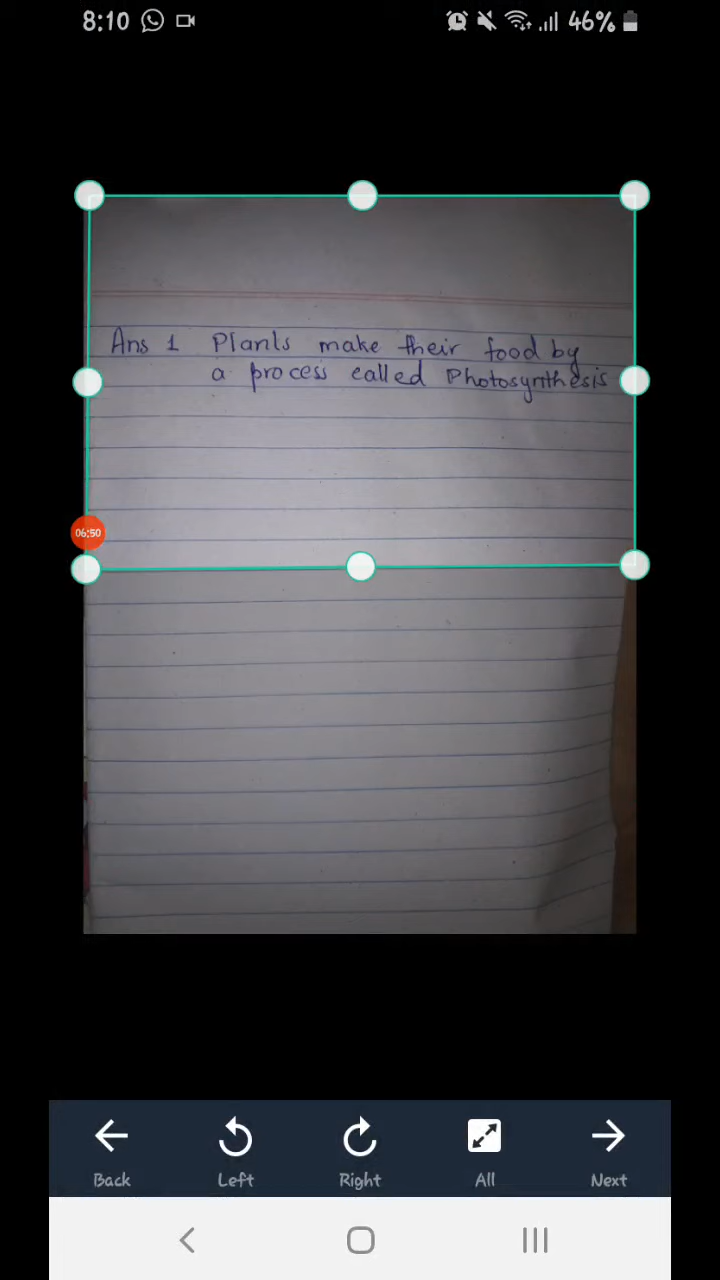 8:10 46%
Ans 1 Plants make their food by
a process called Photosynthesis
06:50
Back Left Right All Next